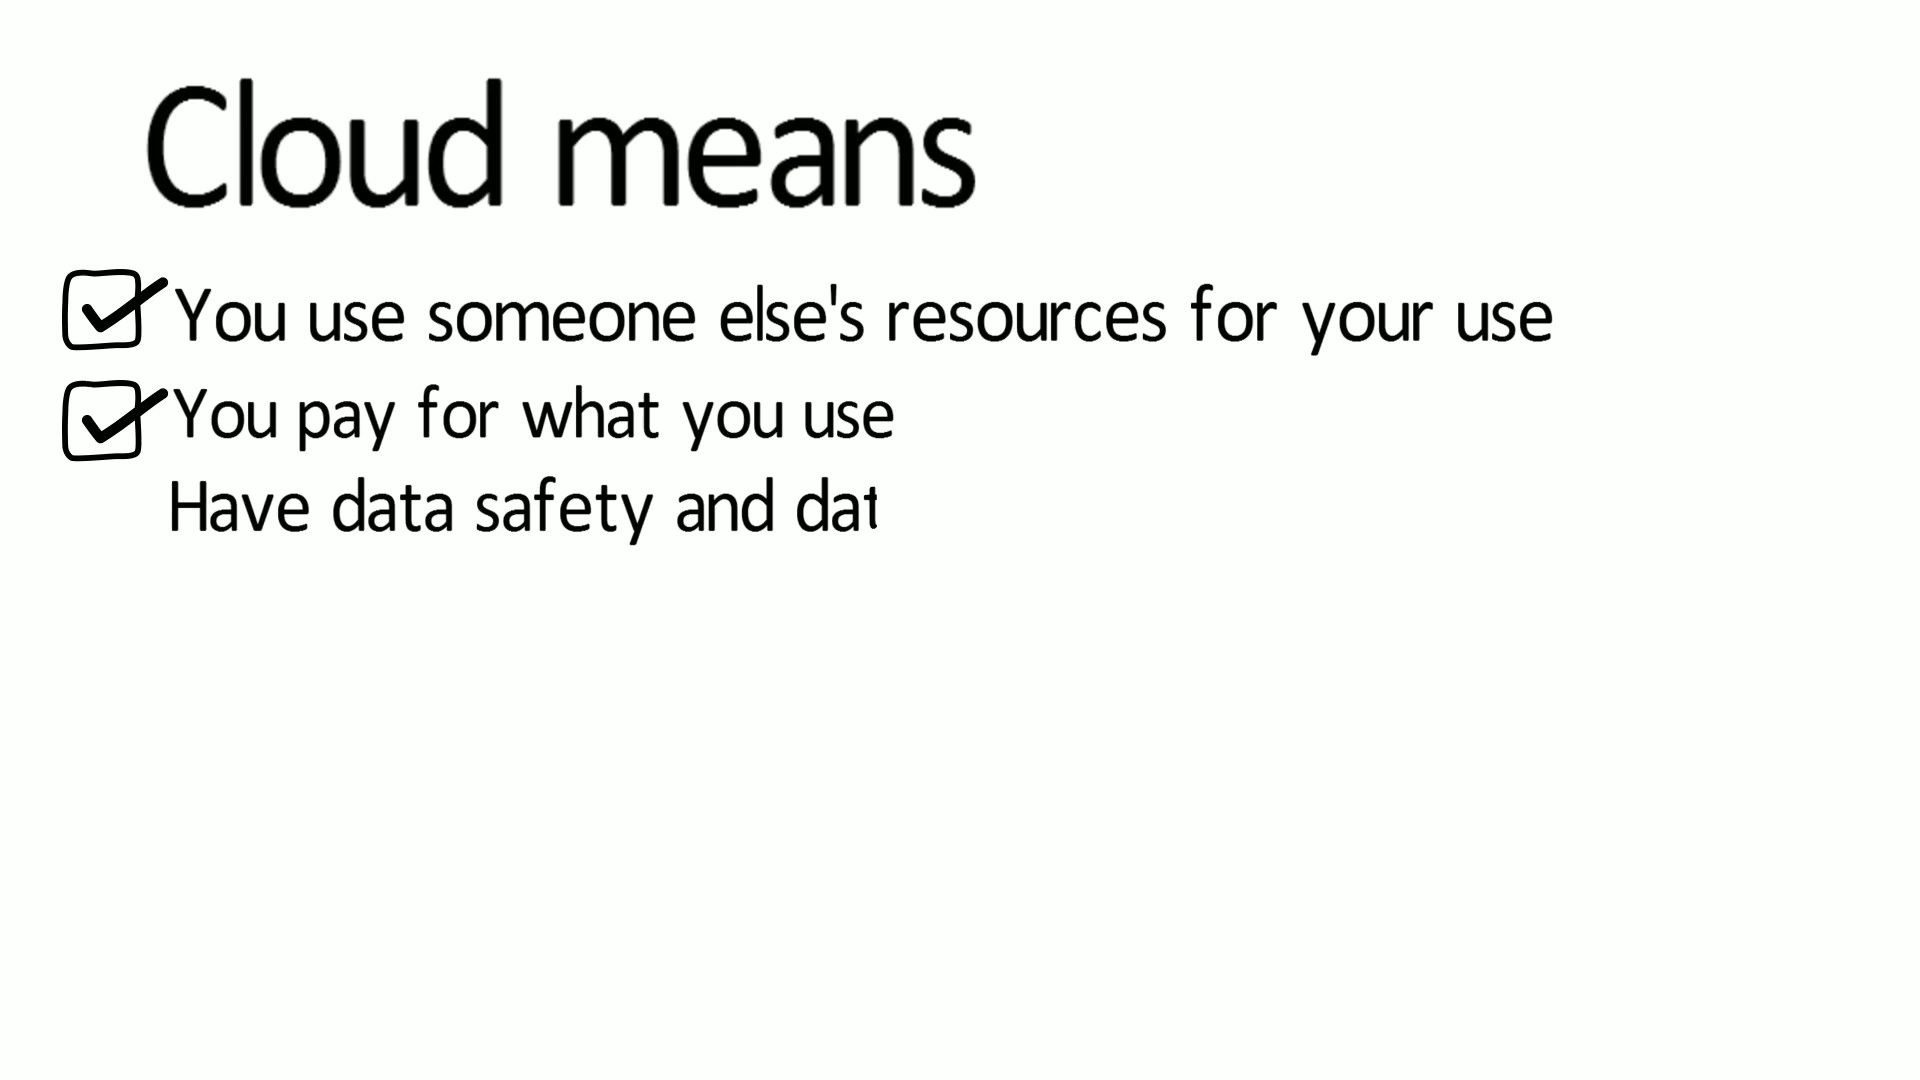 Cloud means
You use someone else's resources for your use
You pay for what you use
Have data safety and dat